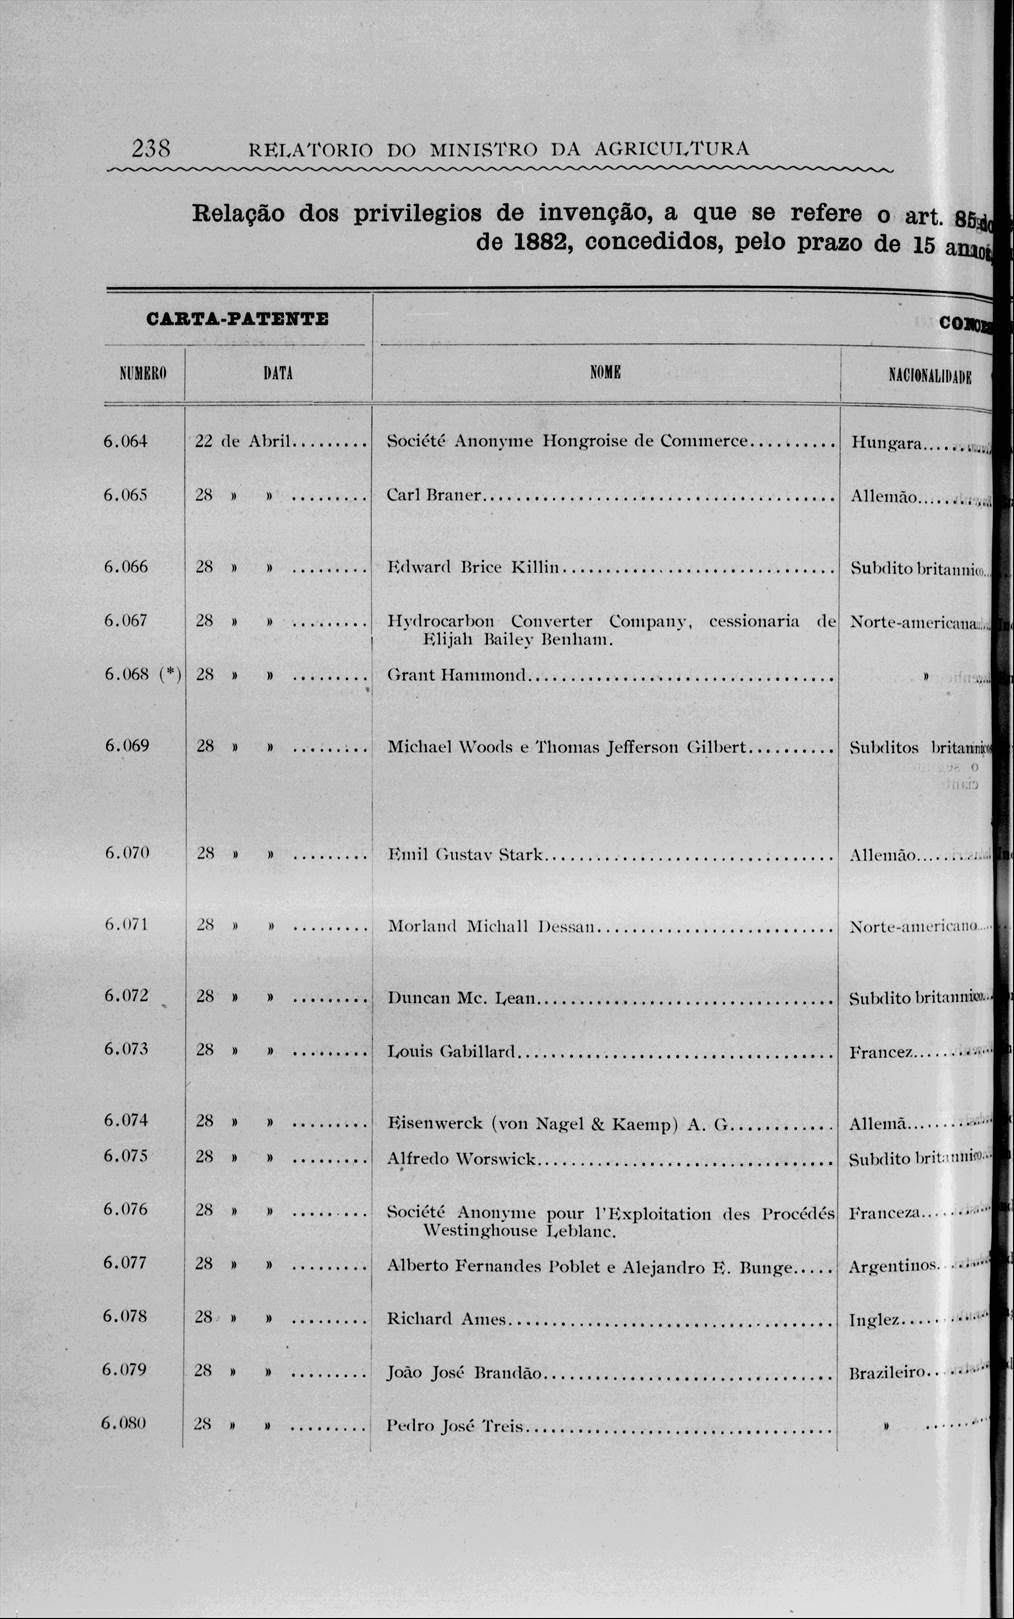 238 RELATORIO DO MINISTRO DA AGRICULTURA
Relação dos privilegios de invenção, a que se refere o art. 85 do
de 1882, concedidos, pelo prazo de 15 annos,
CARTA-PATENTE
NUMERO DATA NOME NACIONALIDADE
6.064 22 de Abril......... Société Anonyme Hongroise de Commerce.......... Hungara......
6.065 28 » » ......... Carl Braner........................................ Allemão......
6.066 28 » » ......... Edward Brice Killin............................... Subdito britannico...
6.067 28 » » ......... Hydrocarbon Converter Company, cessionaria de Norte-americana...
Elijah Bailey Benham.
6.068 (*) 28 » » ......... Grant Hammond................................... »
6.069 28 » » ......... Michael Woods e Thomas Jefferson Gilbert.......... Subditos britannicos
6.070 28 » » ......... Emil Gustav Stark................................. Allemão......
6.071 28 » » ......... Morland Michall Dessan........................... Norte-americano...
6.072 28 » » ......... Duncan Mc. Lean.................................. Subdito britannico...
6.073 28 » » ......... Louis Gabillard.................................... Francez......
6.074 28 » » ......... Eisenwerck (von Nagel & Kaemp) A. G............ Allemã......
6.075 28 » » ......... Alfredo Worswick.................................. Subdito britannico...
6.076 28 » » ......... Société Anonyme pour l'Exploitation des Procédés Franceza......
Westinghouse Leblanc.
6.077 28 » » ......... Alberto Fernandes Poblet e Alejandro E. Bunge..... Argentinos......
6.078 28 » » ......... Richard Ames..................................... Inglez......
6.079 28 » » ......... João José Brandão................................. Brazileiro......
6.080 28 » » ......... Pedro José Treis................................... » ......